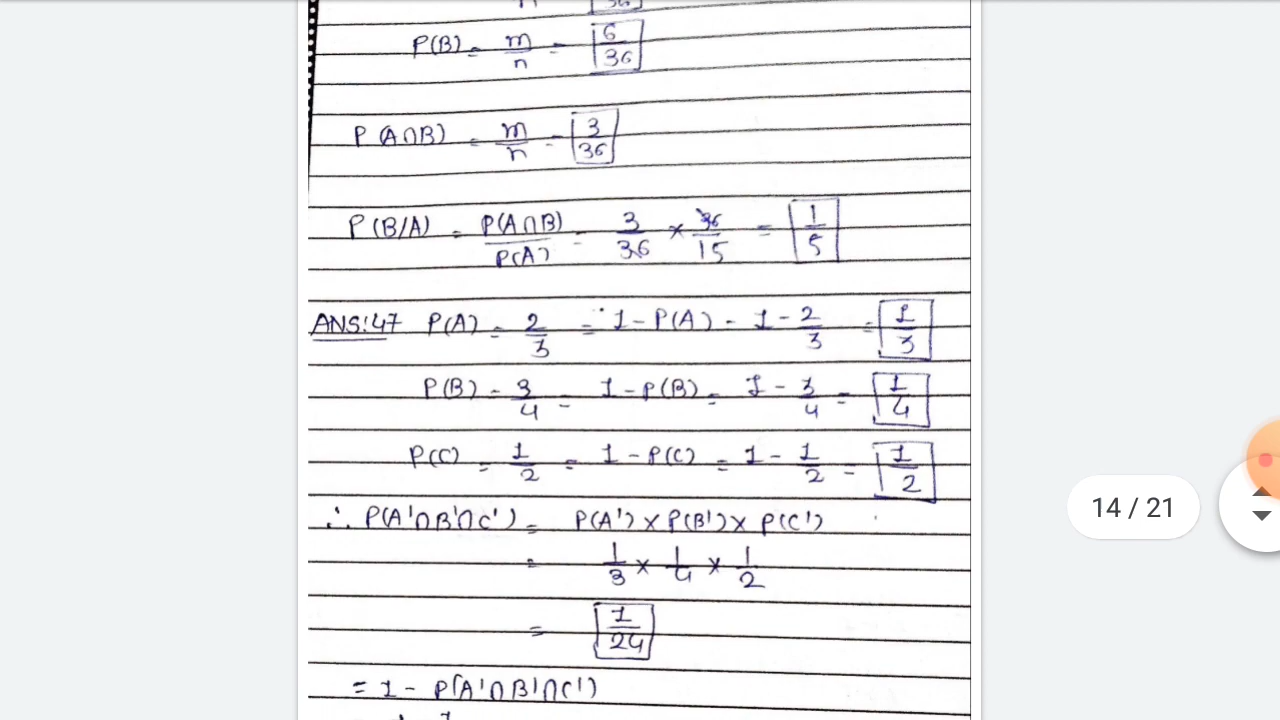 n 36
P(B) = m/n = 6/36
P(A∩B) = m/n = 3/36
P(B/A) = P(A∩B)/P(A) = 3/36 × 36/15 = 1/5
ANS:47 P(A) = 2/3 = 1-P(A) = 1 - 2/3 = 1/3
P(B) = 3/4 = 1-P(B) = 1 - 3/4 = 1/4
P(C) = 1/2 = 1-P(C) = 1 - 1/2 = 1/2
∴ P(A'∩B'∩C') = P(A')×P(B')×P(C')
= 1/3 × 1/4 × 1/2
= 1/24
= 1 - P(A'∩B'∩C')
14 / 21